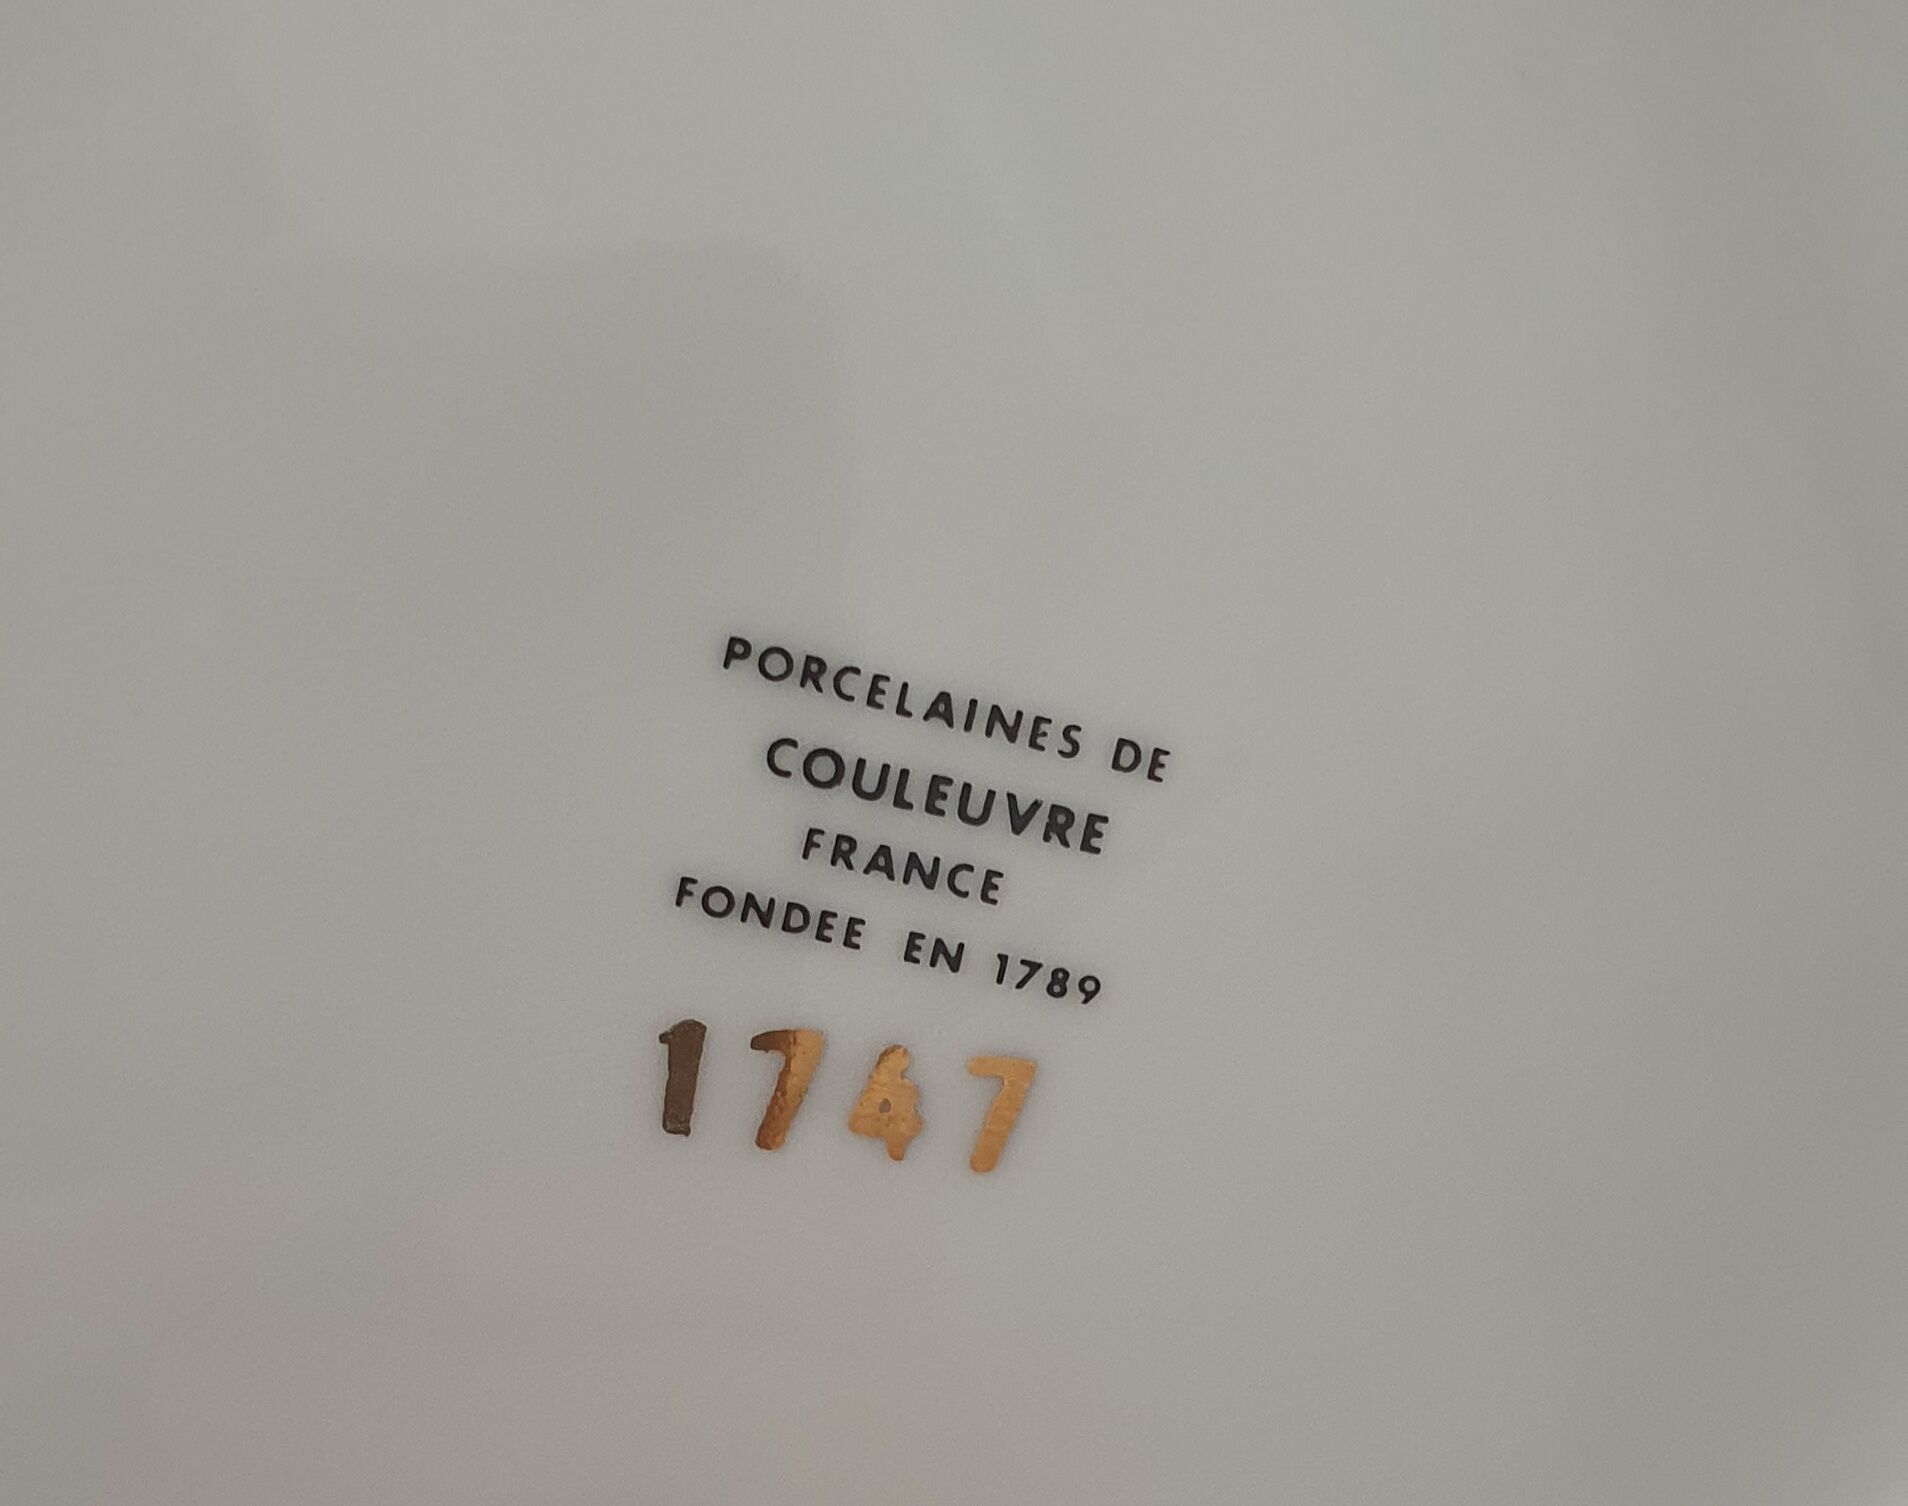 PORCELAINES DE
COULEUVRE
FRANCE
FONDEE EN 1789
1747